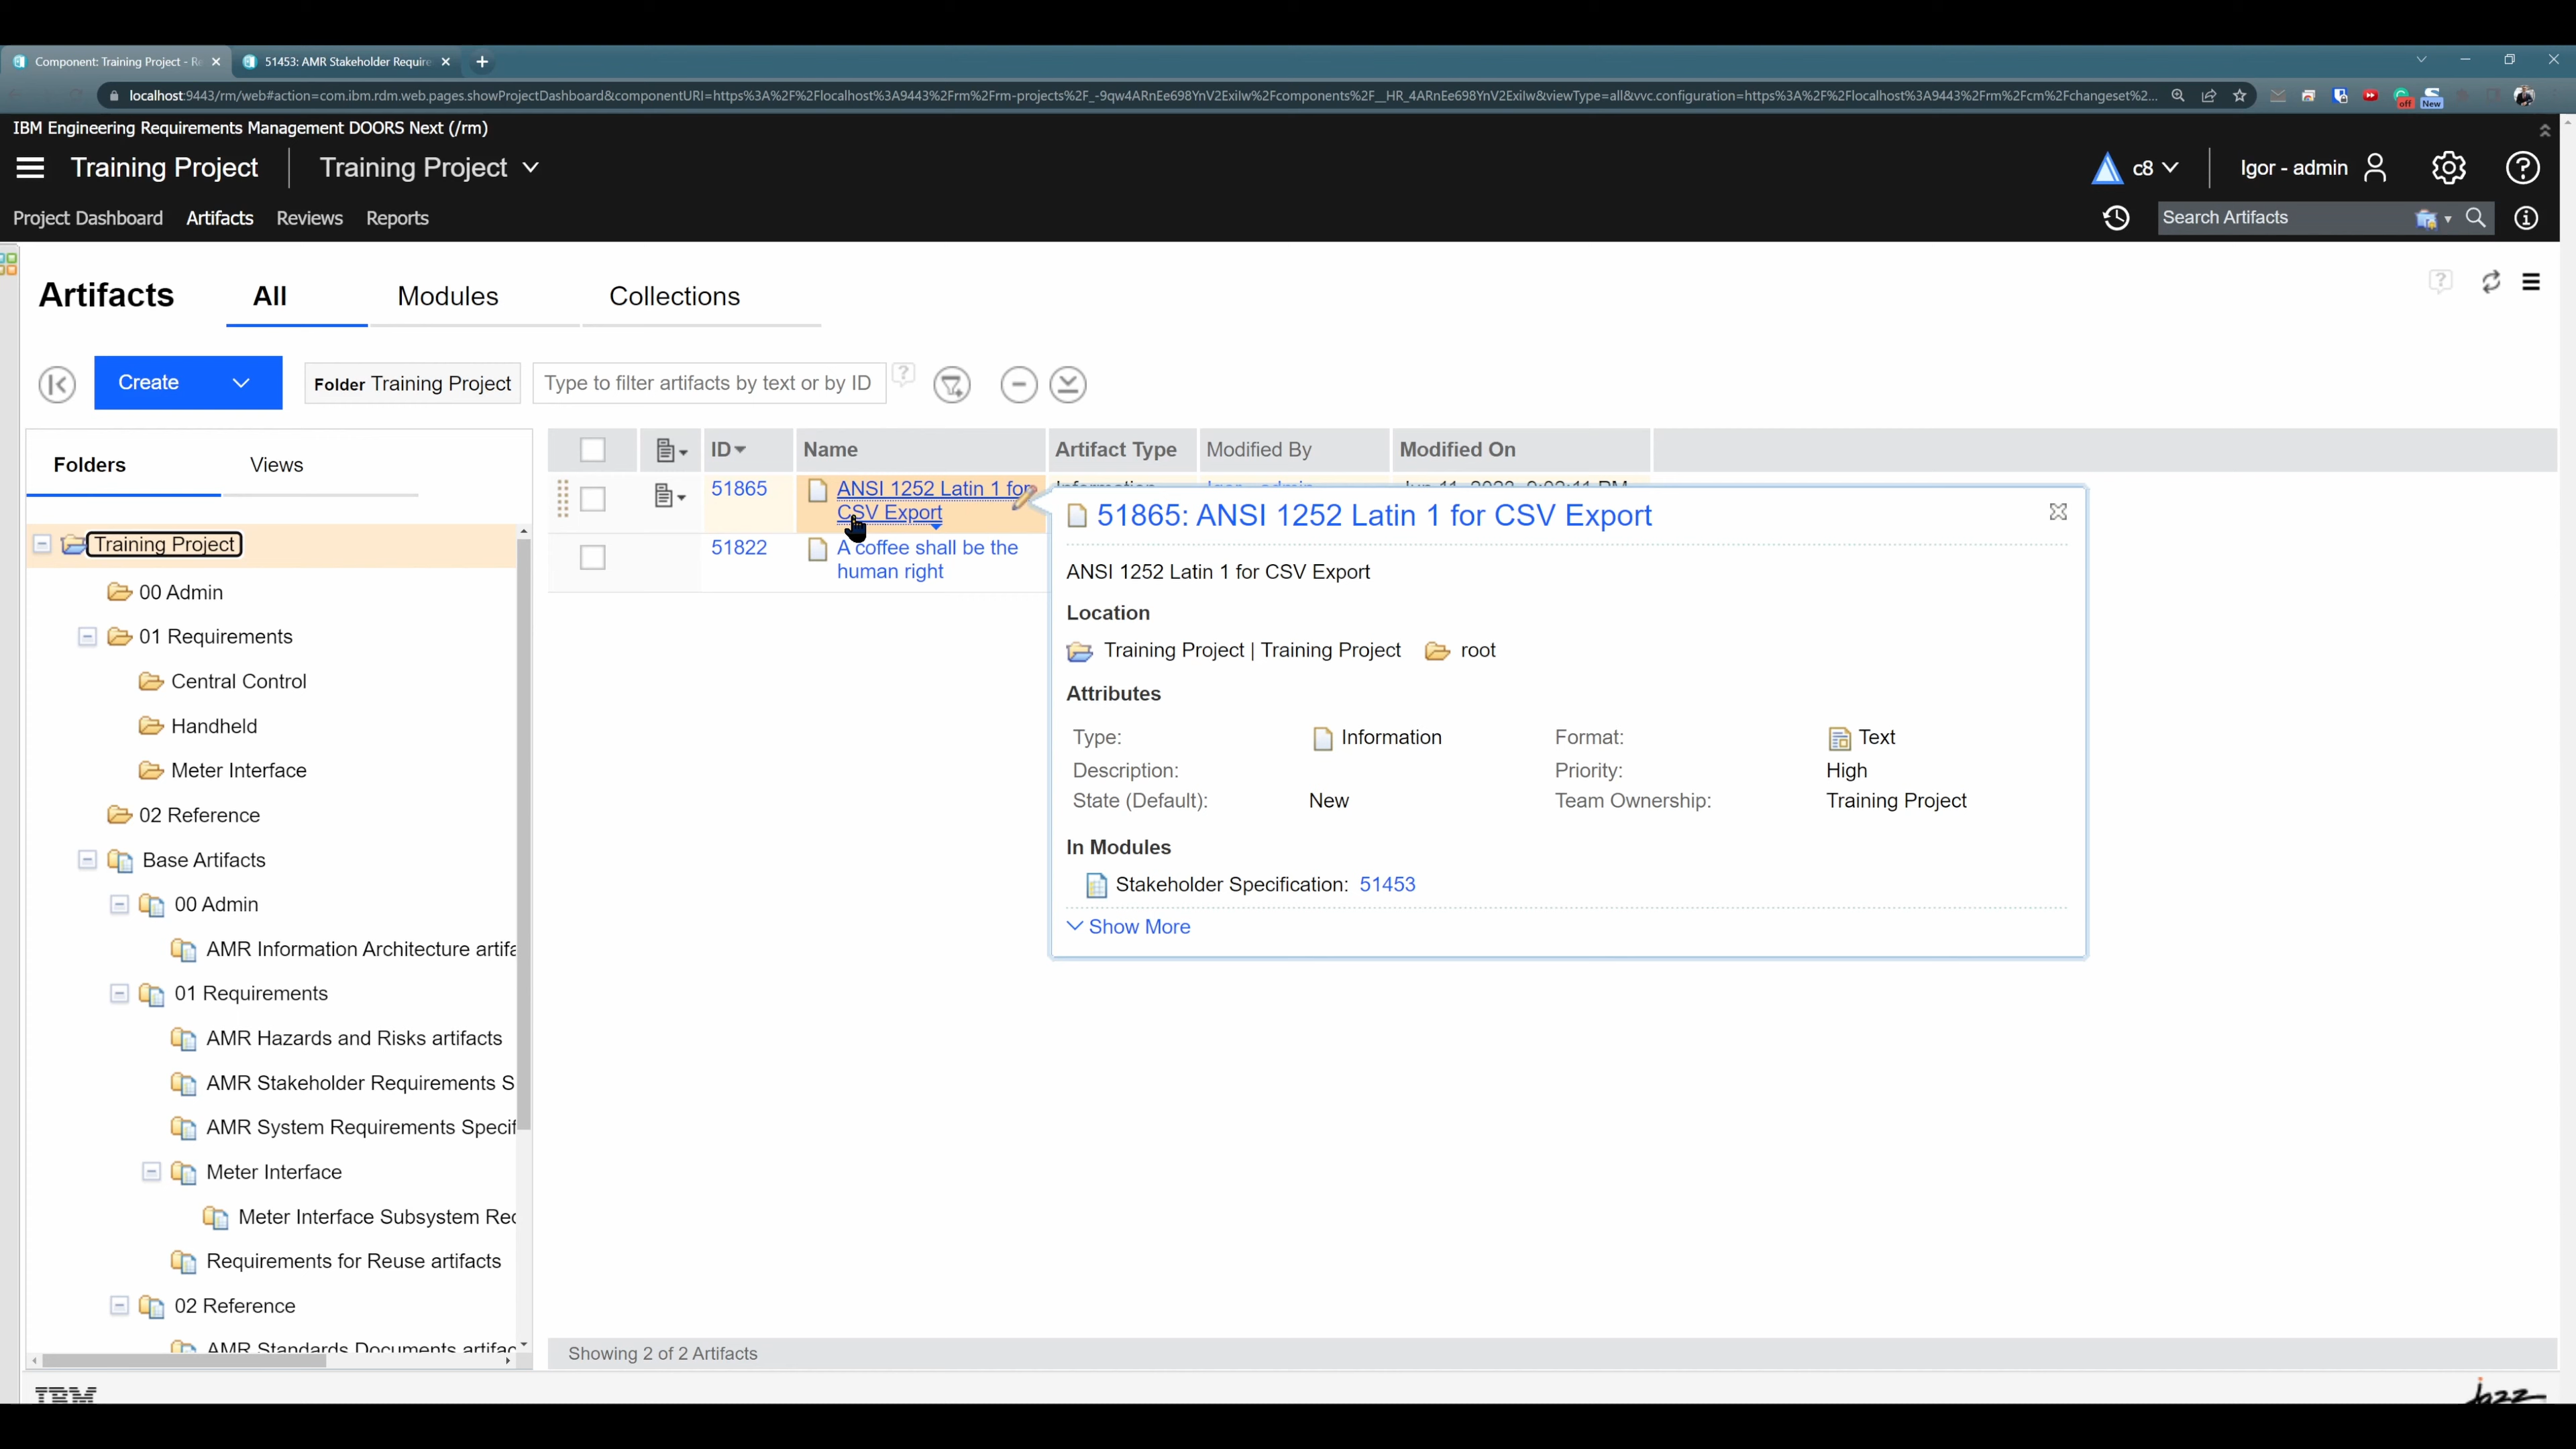 Component: Training Project - Re
51453: AMR Stakeholder Require
localhost:9443/rm/web#action=com.ibm.rdm.web.pages.showProjectDashboard&componentURI=https%3A%2F%2Flocalhost%3A9443%2Frm%2Frm-projects%2F_-9qw4ARnEe698YnV2Exilw%2Fcomponents%2F__HR_4ARnEe698YnV2Exilw&viewType=all&vvc.configuration=https%3A%2F%2Flocalhost%3A9443%2Frm%2Fcm%2Fchangeset%2...
off
New
IBM Engineering Requirements Management DOORS Next (/rm)
Training Project
Training Project
c8
Igor - admin
Project Dashboard
Artifacts
Reviews
Reports
Search Artifacts
Artifacts
All
Modules
Collections
Create
Folder Training Project
Type to filter artifacts by text or by ID
Folders
Views
Training Project
00 Admin
01 Requirements
Central Control
Handheld
Meter Interface
02 Reference
Base Artifacts
00 Admin
AMR Information Architecture artifa
01 Requirements
AMR Hazards and Risks artifacts
AMR Stakeholder Requirements S
AMR System Requirements Specif
Meter Interface
Meter Interface Subsystem Rec
Requirements for Reuse artifacts
02 Reference
AMR Standards Documents artifac
ID
Name
Artifact Type
Modified By
Modified On
51865
ANSI 1252 Latin 1 for
CSV Export
51822
A coffee shall be the
human right
51865: ANSI 1252 Latin 1 for CSV Export
ANSI 1252 Latin 1 for CSV Export
Location
Training Project | Training Project
root
Attributes
Type:
Information
Format:
Text
Description:
Priority:
High
State (Default):
New
Team Ownership:
Training Project
In Modules
Stakeholder Specification: 51453
Show More
Showing 2 of 2 Artifacts
IBM
jazz